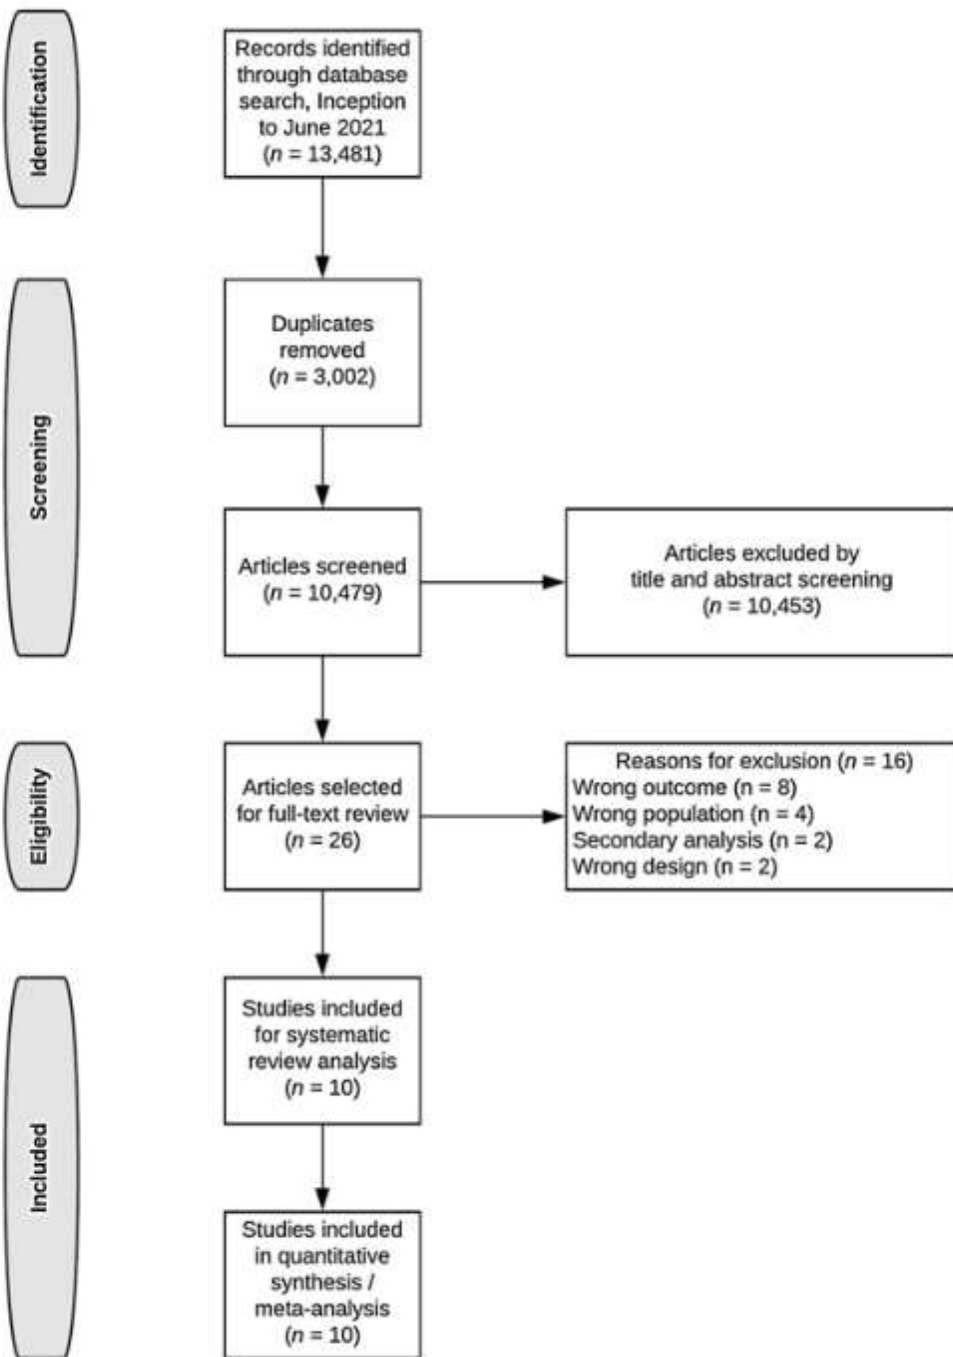 Identification
Records identified
through database
search, Inception
to June 2021
(n = 13,481)
Screening
Duplicates
removed
(n = 3,002)
Articles screened
(n = 10,479)
Articles excluded by
title and abstract screening
(n = 10,453)
Eligibility
Articles selected
for full-text review
(n = 26)
Reasons for exclusion (n = 16)
Wrong outcome (n = 8)
Wrong population (n = 4)
Secondary analysis (n = 2)
Wrong design (n = 2)
Included
Studies included
for systematic
review analysis
(n = 10)
Studies included
in quantitative
synthesis /
meta-analysis
(n = 10)